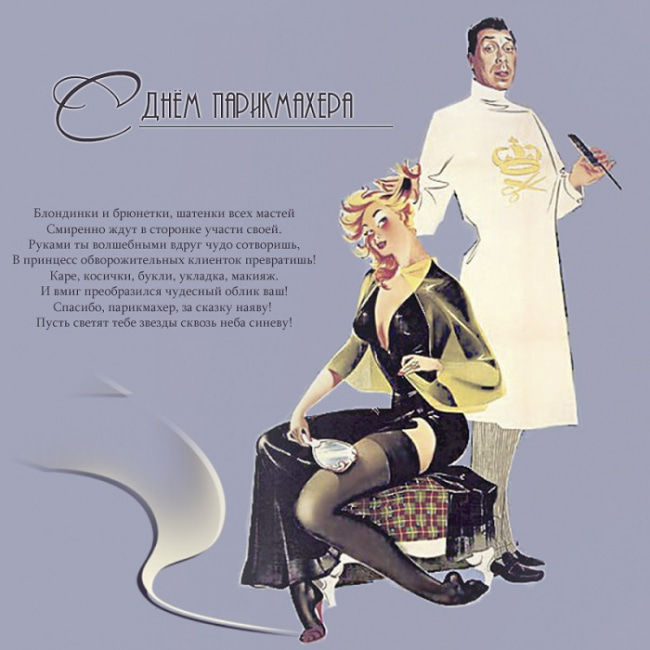 С ДНЁМ ПАРИКМАХЕРА
Блондинки и брюнетки, шатенки всех мастей
Смиренно ждут в сторонке участи своей.
Руками ты волшебными вдруг чудо сотворишь,
В принцесс обворожительных клиенток превратишь!
Каре, косички, букли, укладка, макияж.
И вмиг преобразился чудесный облик ваш!
Спасибо, парикмахер, за сказку наяву!
Пусть светят тебе звезды сквозь неба синеву!